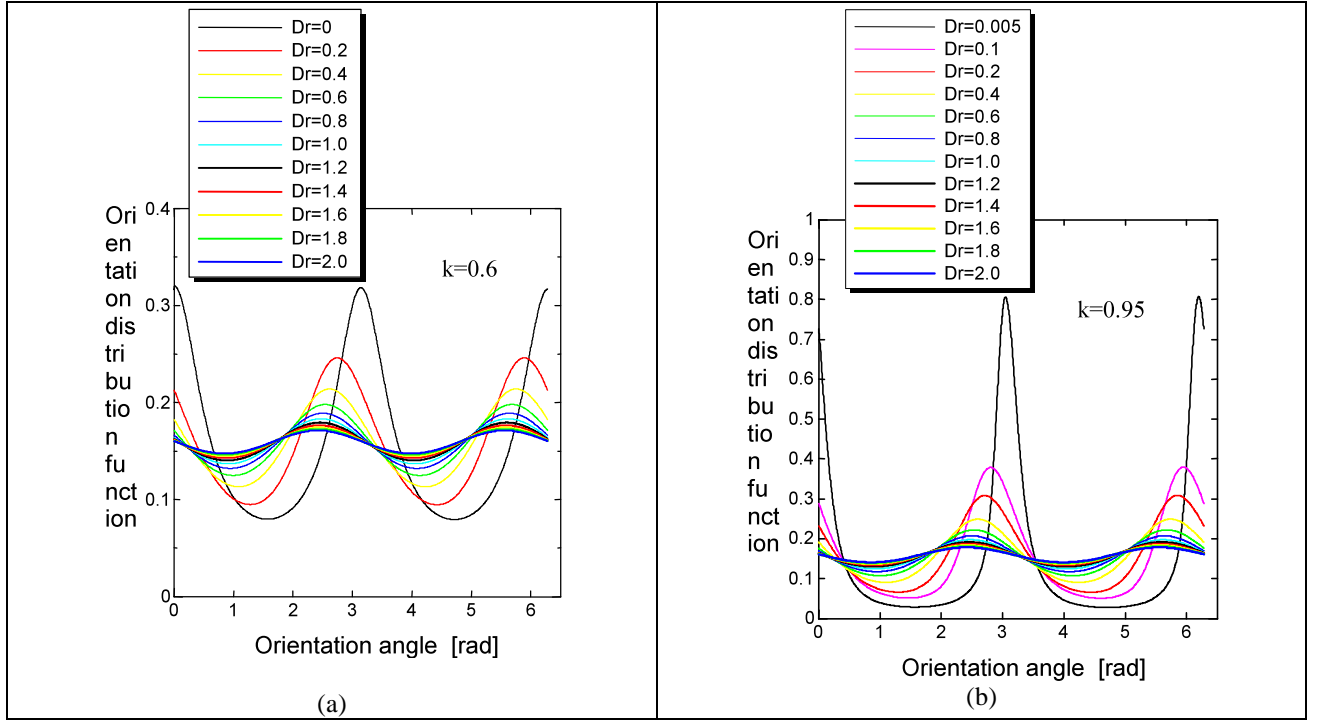 Dr=0
Dr=0.2
Dr=0.4
Dr=0.6
Dr=0.8
Dr=1.0
Dr=1.2
Dr=1.4
Dr=1.6
Dr=1.8
Dr=2.0
k=0.6
Ori
en
tati
on dis
tri
bu
tio
n
fu
nct
ion
0.4
0.3
0.2
0.1
0
0 1 2 3 4 5 6
Orientation angle [rad]
(a)
Dr=0.005
Dr=0.1
Dr=0.2
Dr=0.4
Dr=0.6
Dr=0.8
Dr=1.0
Dr=1.2
Dr=1.4
Dr=1.6
Dr=1.8
Dr=2.0
k=0.95
Ori
en
tati
on dis
tri
bu
tio
n
fu
nct
ion
1
0.9
0.8
0.7
0.6
0.5
0.4
0.3
0.2
0.1
0
0 1 2 3 4 5 6
Orientation angle [rad]
(b)